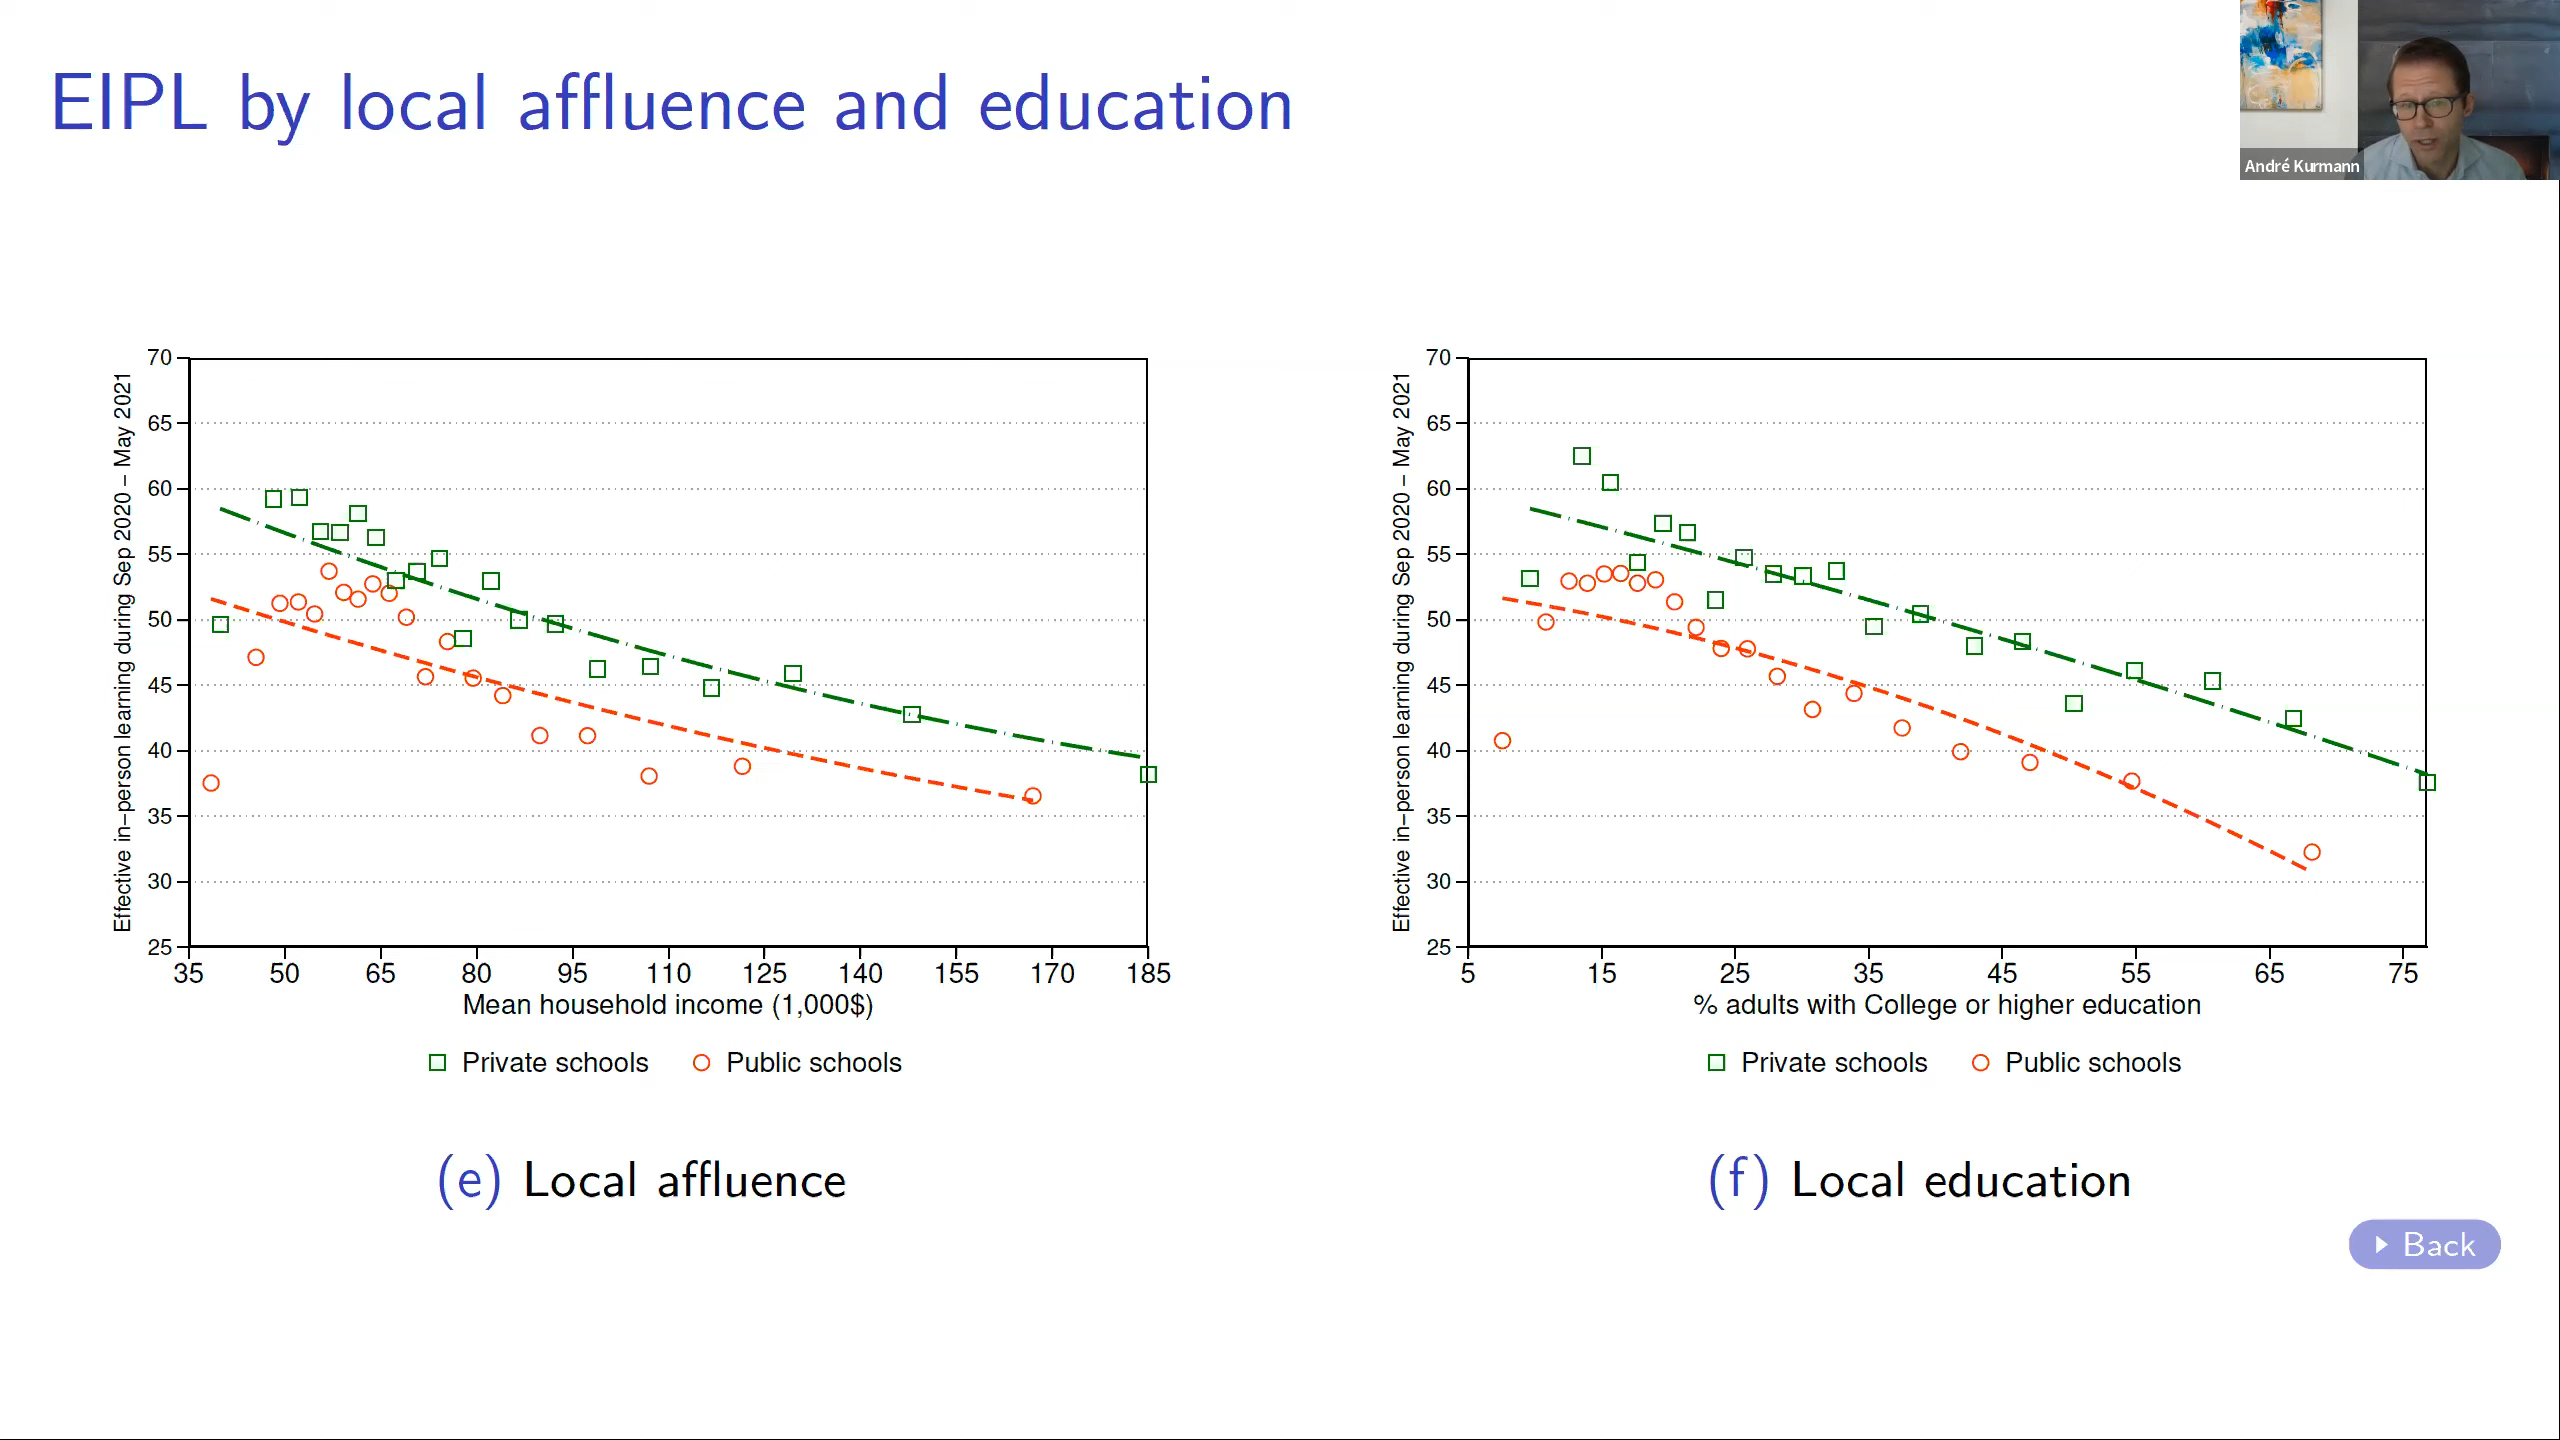 EIPL by local affluence and education
André Kurmann
Effective in−person learning during Sep 2020 − May 2021
70
65
60
55
50
45
40
35
30
25
35 50 65 80 95 110 125 140 155 170 185
Mean household income (1,000$)
Private schools Public schools
(e) Local affluence
Effective in−person learning during Sep 2020 − May 2021
70
65
60
55
50
45
40
35
30
25
5 15 25 35 45 55 65 75
% adults with College or higher education
Private schools Public schools
(f) Local education
Back